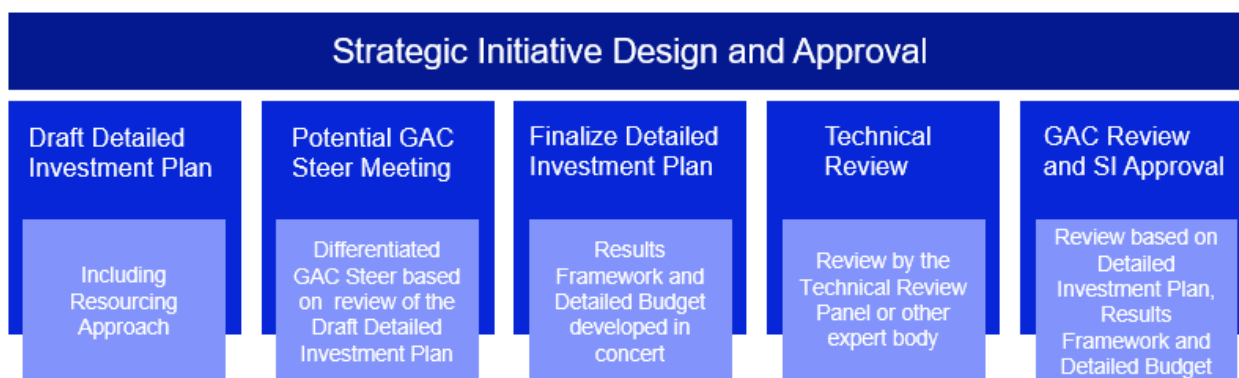 Strategic Initiative Design and Approval
Draft Detailed
Investment Plan
Including
Resourcing
Approach
Potential GAC
Steer Meeting
Differentiated
GAC Steer based
on review of the
Draft Detailed
Investment Plan
Finalize Detailed
Investment Plan
Results
Framework and
Detailed Budget
developed in
concert
Technical
Review
Review by the
Technical Review
Panel or other
expert body
GAC Review
and SI Approval
Review based on
Detailed
Investment Plan,
Results
Framework and
Detailed Budget